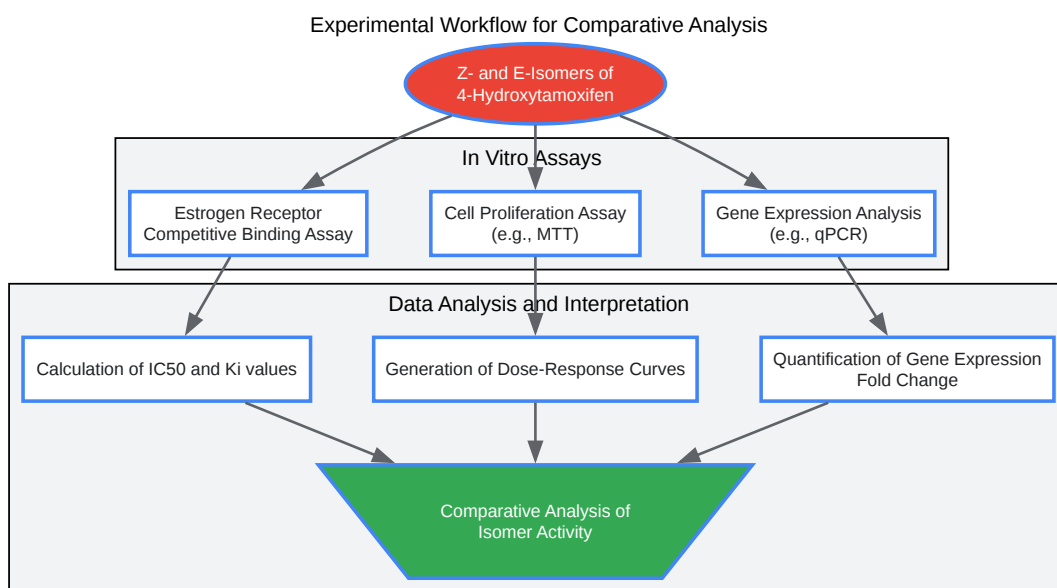 Experimental Workflow for Comparative Analysis
Z- and E-Isomers of
4-Hydroxytamoxifen
In Vitro Assays
Estrogen Receptor
Competitive Binding Assay
Cell Proliferation Assay
(e.g., MTT)
Gene Expression Analysis
(e.g., qPCR)
Data Analysis and Interpretation
Calculation of IC50 and Ki values
Generation of Dose-Response Curves
Quantification of Gene Expression
Fold Change
Comparative Analysis of
Isomer Activity